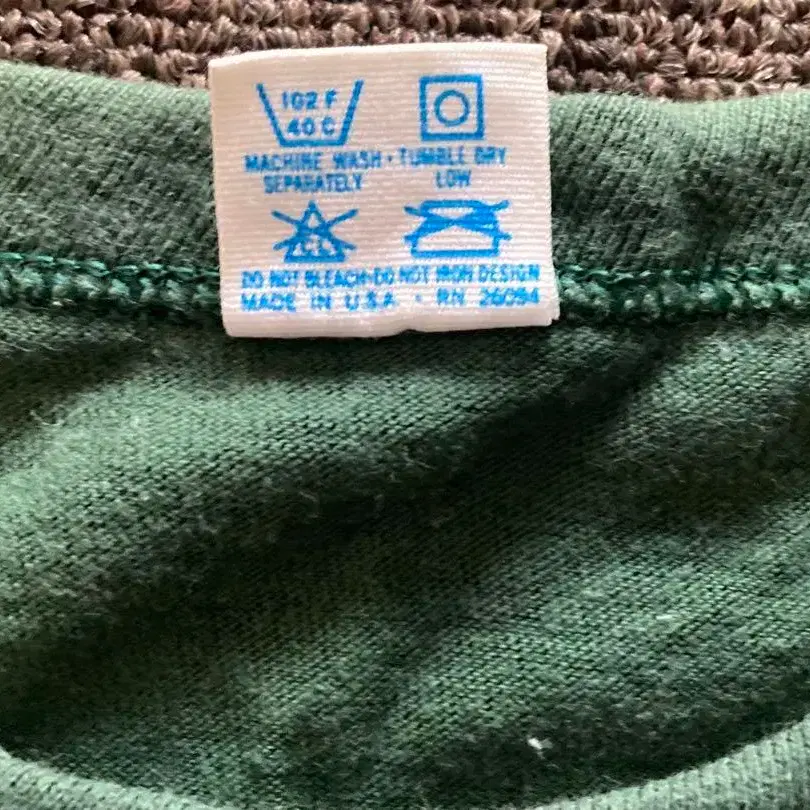 102 F
40 C
MACHINE WASH · TUMBLE DRY
SEPARATELY LOW
CL
DO NOT BLEACH·DO NOT IRON DESIGN
MADE IN U.S.A · RN 26094